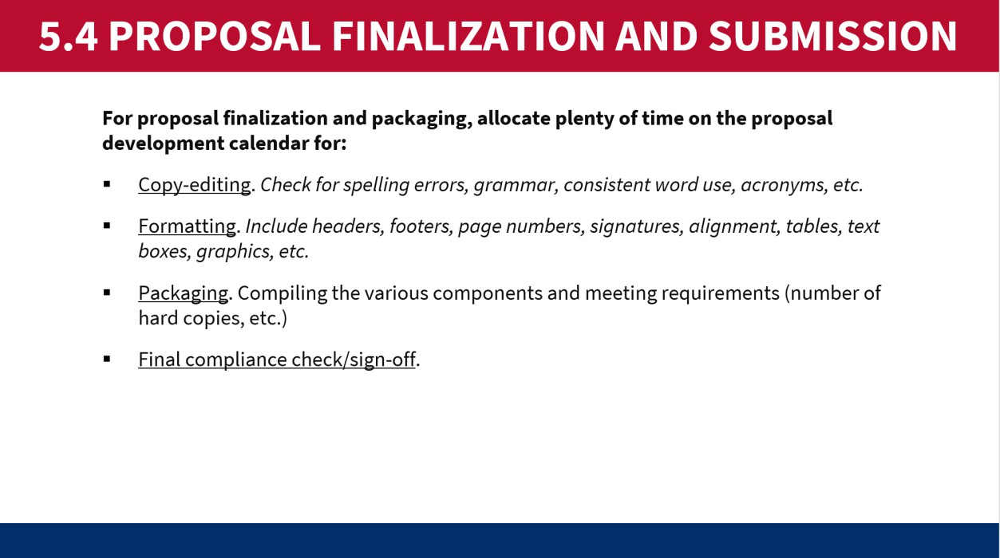 5.4 PROPOSAL FINALIZATION AND SUBMISSION
For proposal finalization and packaging, allocate plenty of time on the proposal
development calendar for:
▪ Copy-editing. Check for spelling errors, grammar, consistent word use, acronyms, etc.
▪ Formatting. Include headers, footers, page numbers, signatures, alignment, tables, text
boxes, graphics, etc.
▪ Packaging. Compiling the various components and meeting requirements (number of
hard copies, etc.)
▪ Final compliance check/sign-off.